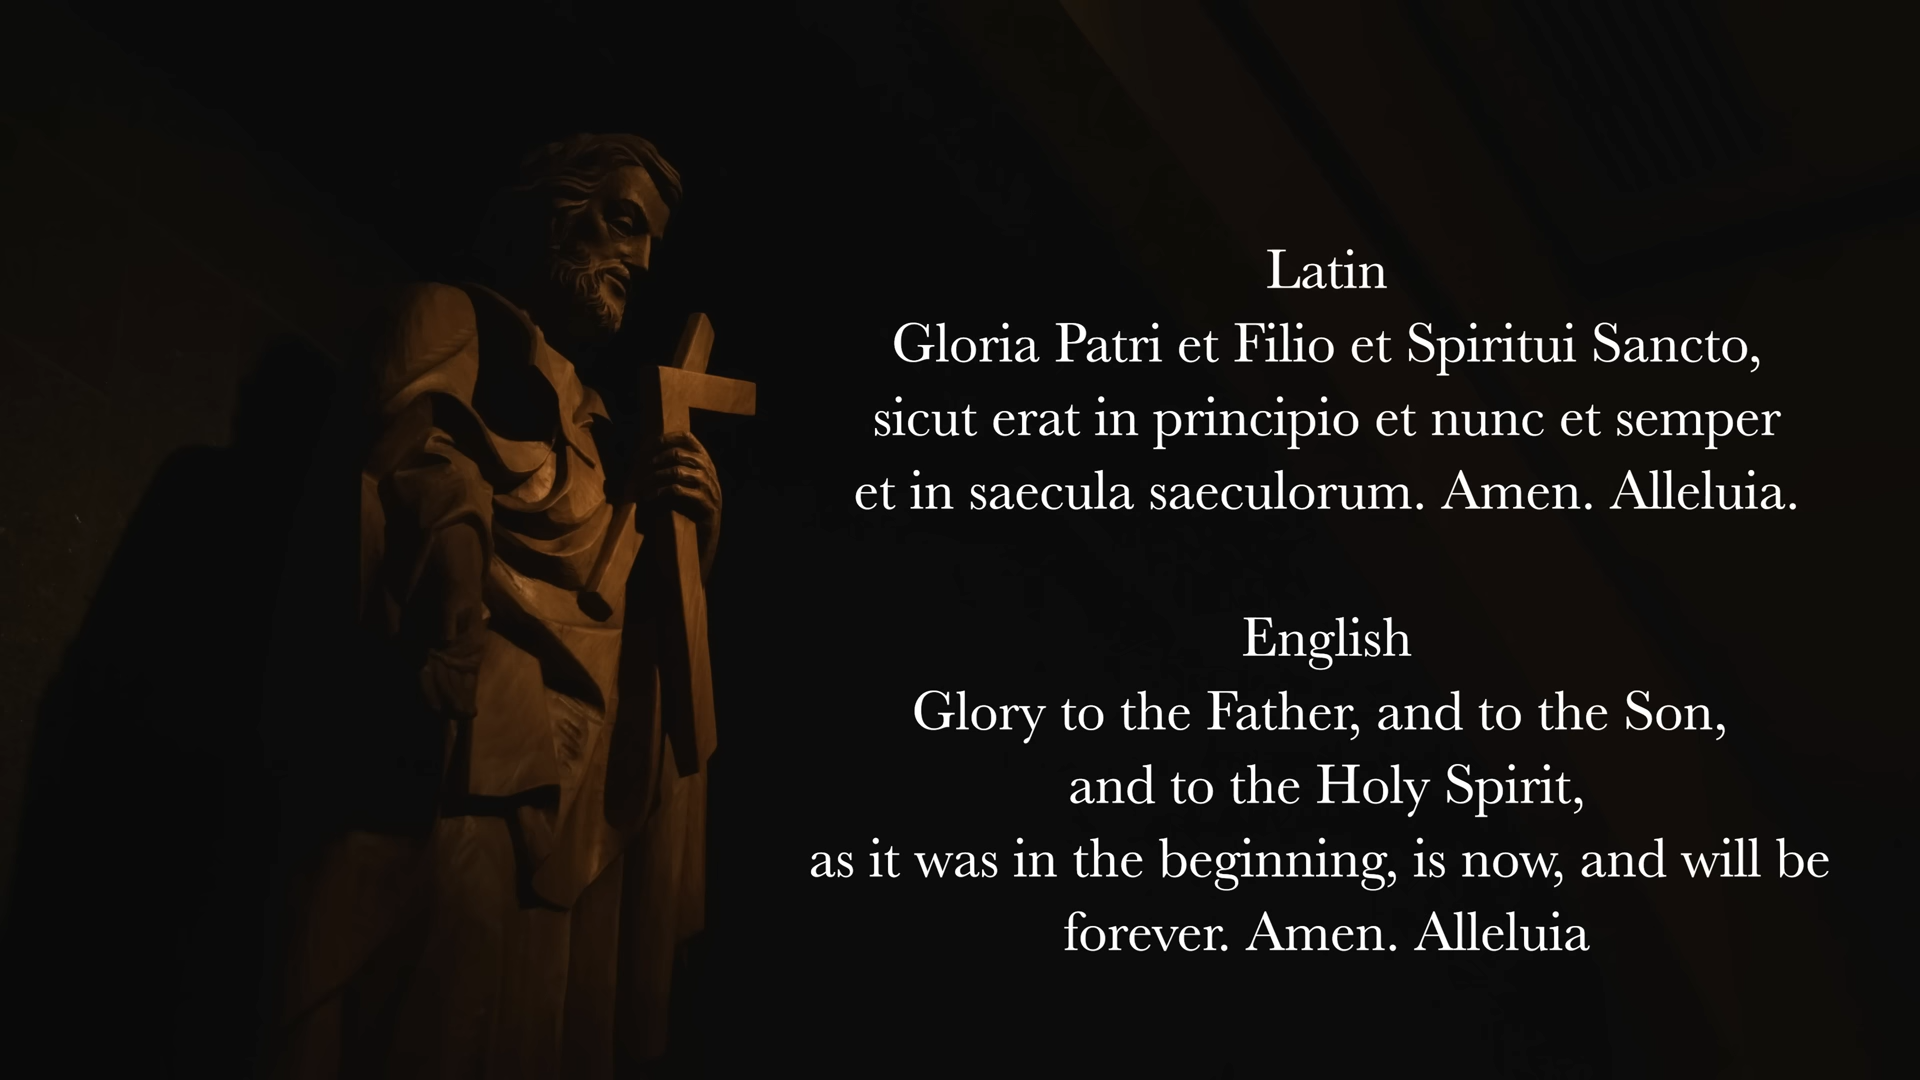 Latin
Gloria Patri et Filio et Spiritui Sancto,
sicut erat in principio et nunc et semper
et in saecula saeculorum. Amen. Alleluia.
English
Glory to the Father, and to the Son,
and to the Holy Spirit,
as it was in the beginning, is now, and will be
forever. Amen. Alleluia